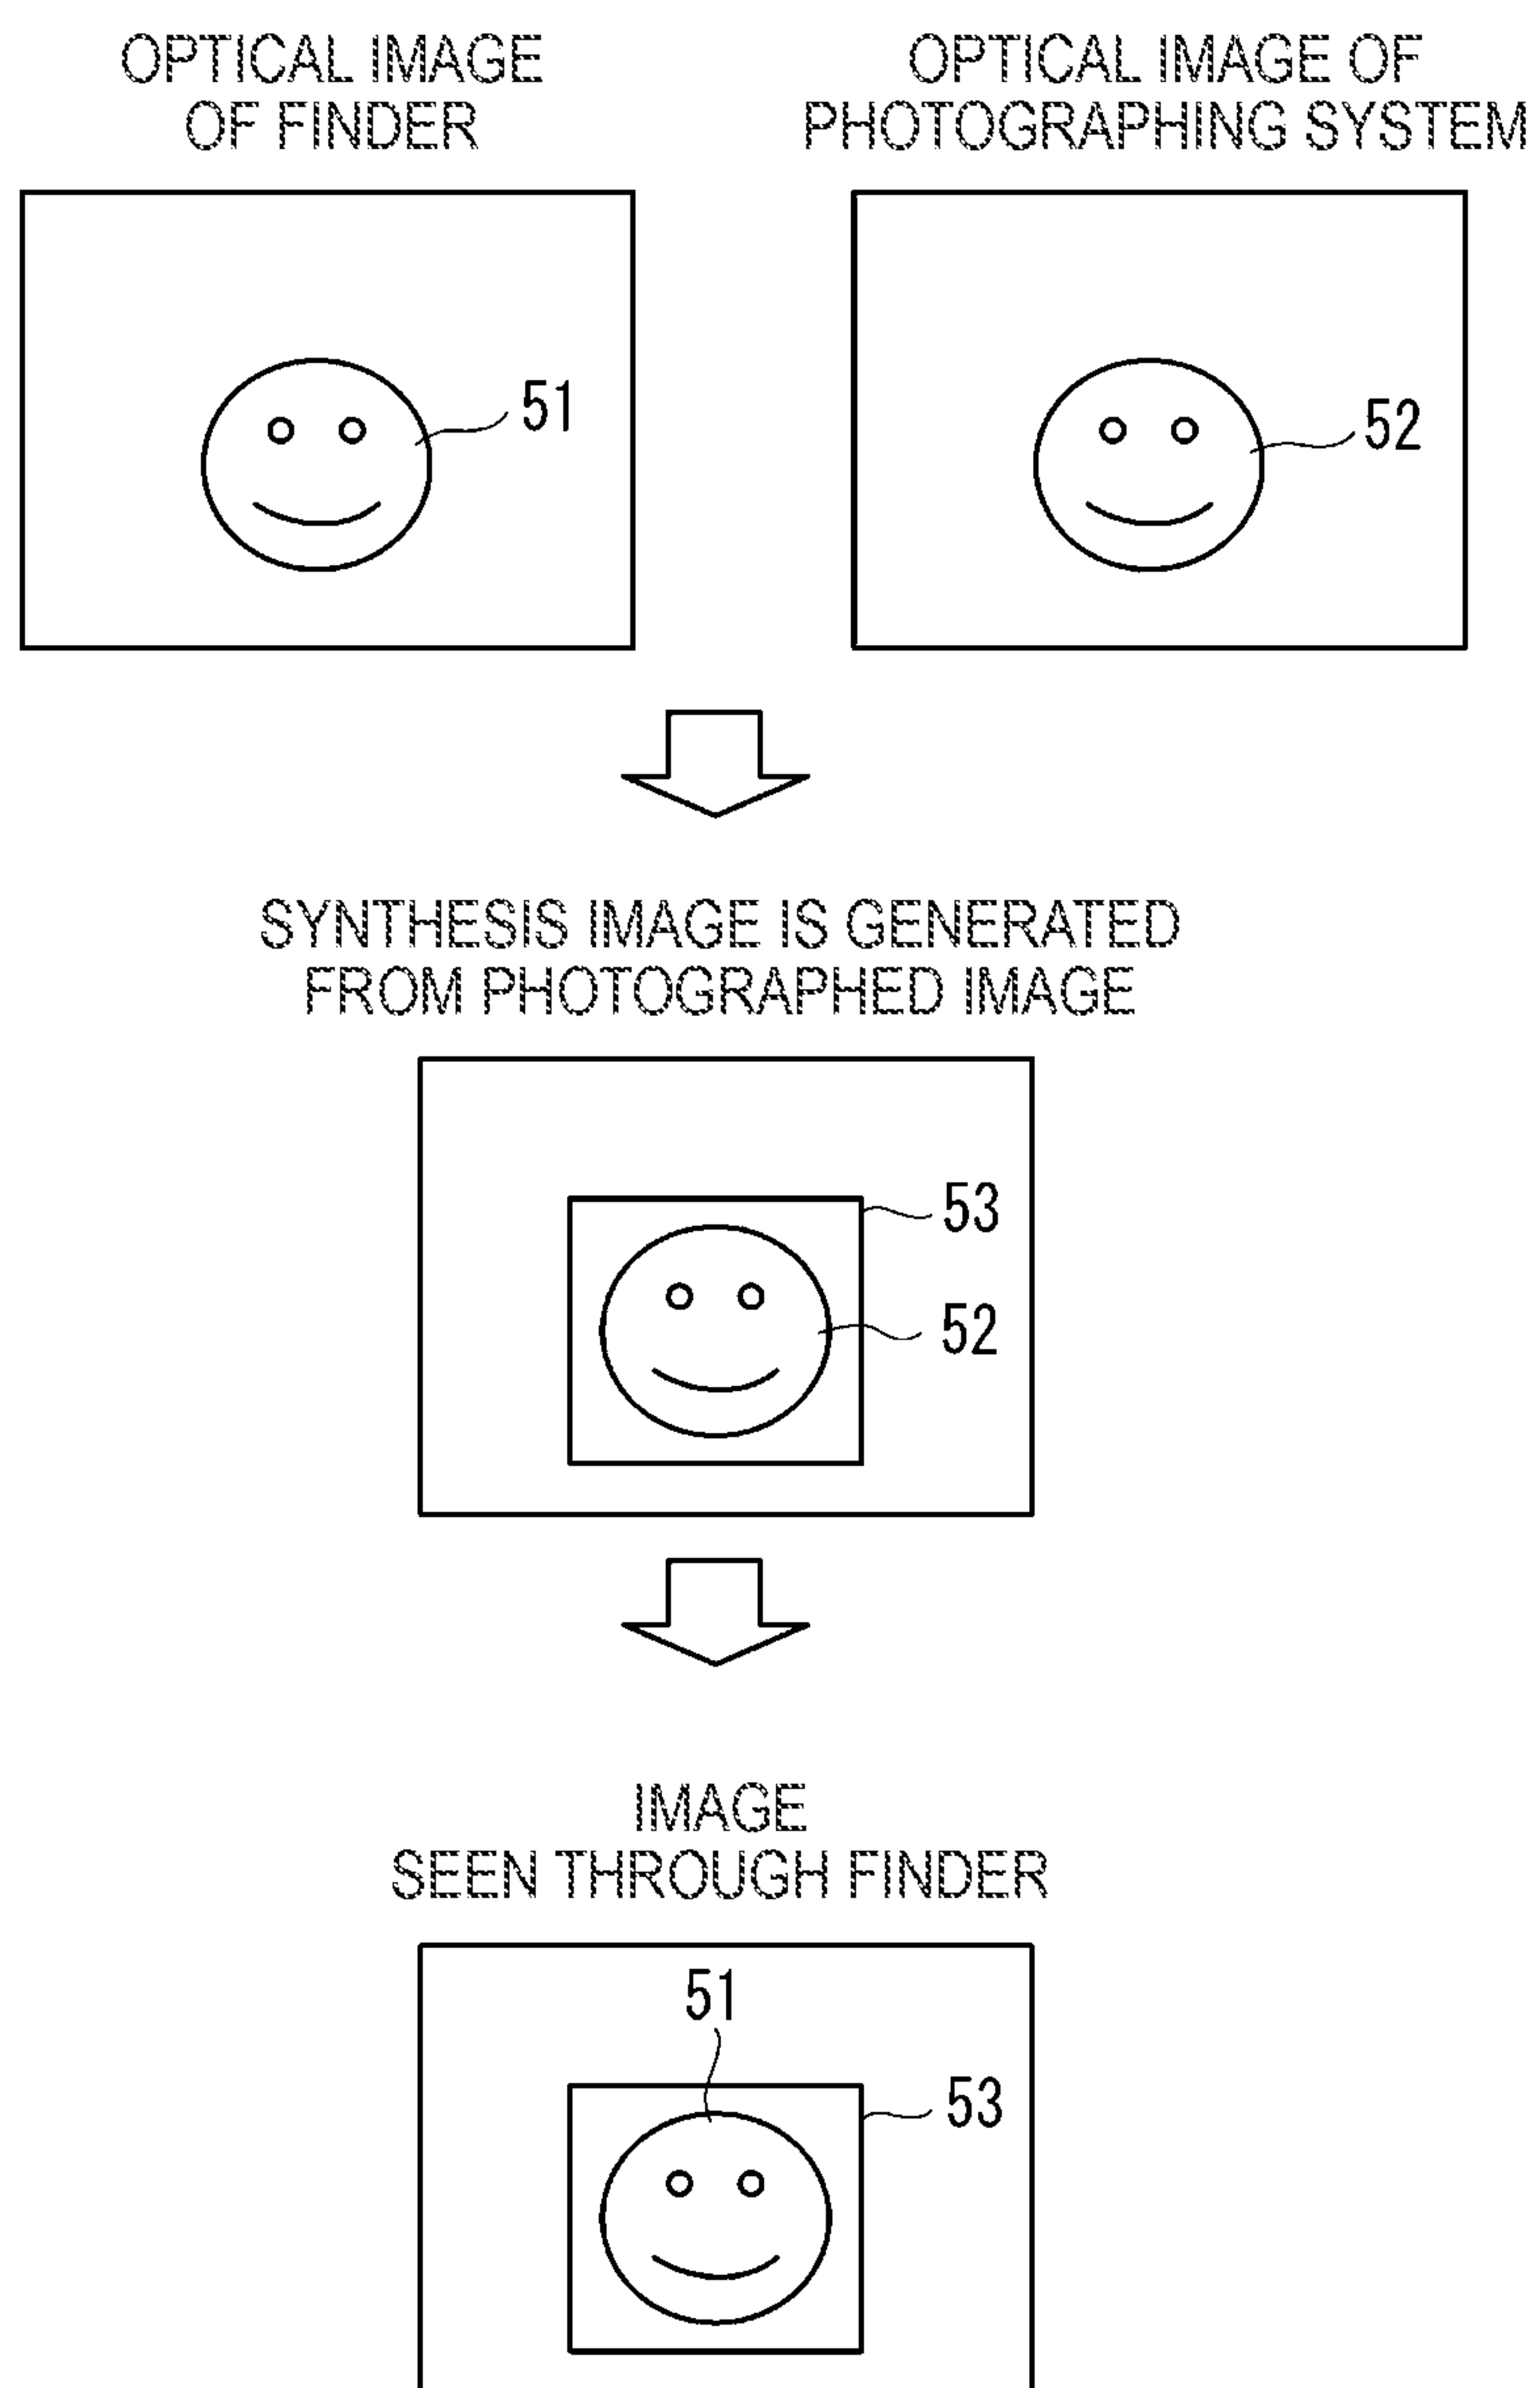 OPTICAL IMAGE
OF FINDER
OPTICAL IMAGE OF
PHOTOGRAPHING SYSTEM
51
52
SYNTHESIS IMAGE IS GENERATED
FROM PHOTOGRAPHED IMAGE
53
52
IMAGE
SEEN THROUGH FINDER
51
53